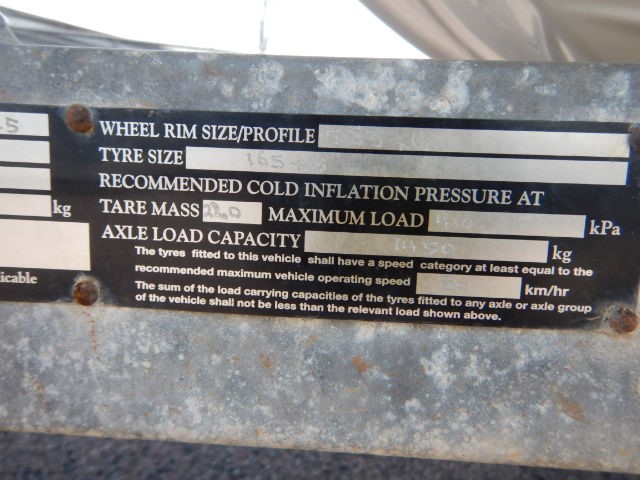 5
WHEEL RIM SIZE/PROFILE
TYRE SIZE 165
RECOMMENDED COLD INFLATION PRESSURE AT
TARE MASS 220 MAXIMUM LOAD kPa
kg
AXLE LOAD CAPACITY kg
The tyres fitted to this vehicle shall have a speed category at least equal to the
recommended maximum vehicle operating speed km/hr
The sum of the load carrying capacities of the tyres fitted to any axle or axle group
of the vehicle shall not be less than the relevant load shown above.